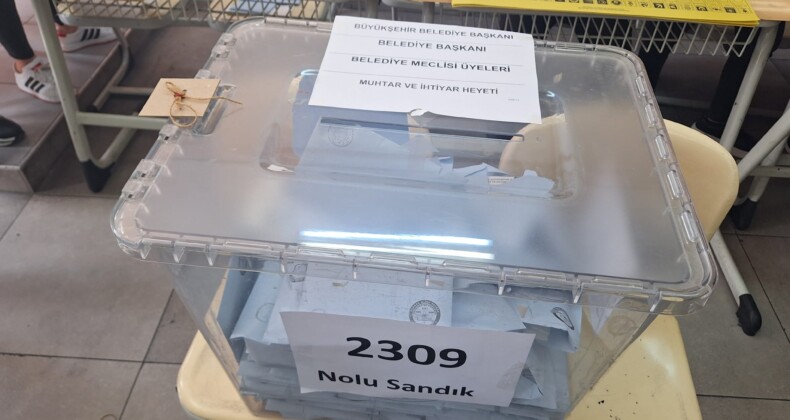 BÜYÜKŞEHİR BELEDİYE BAŞKANI
BELEDİYE BAŞKANI
BELEDİYE MECLİSİ ÜYELERİ
MUHTAR VE İHTİYAR HEYETİ
2309
Nolu Sandık